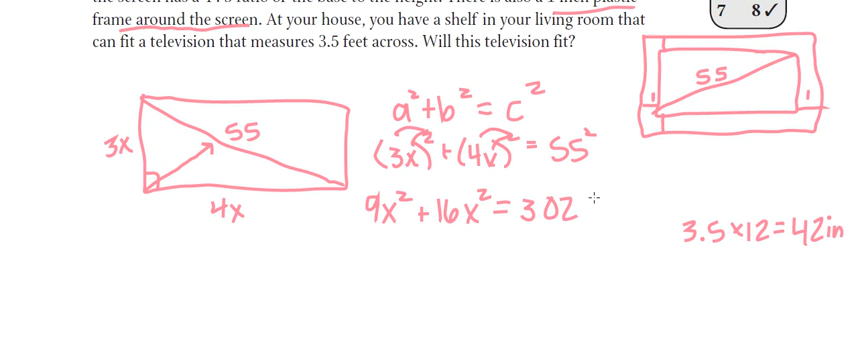 frame around the screen. At your house, you have a shelf in your living room that
can fit a television that measures 3.5 feet across. Will this television fit?
7 8✓
55
1 1
a² + b² = c²
55
3x
(3x)² + (4x)² = 55²
4x
9x² + 16x² = 302
3.5 × 12 = 42in